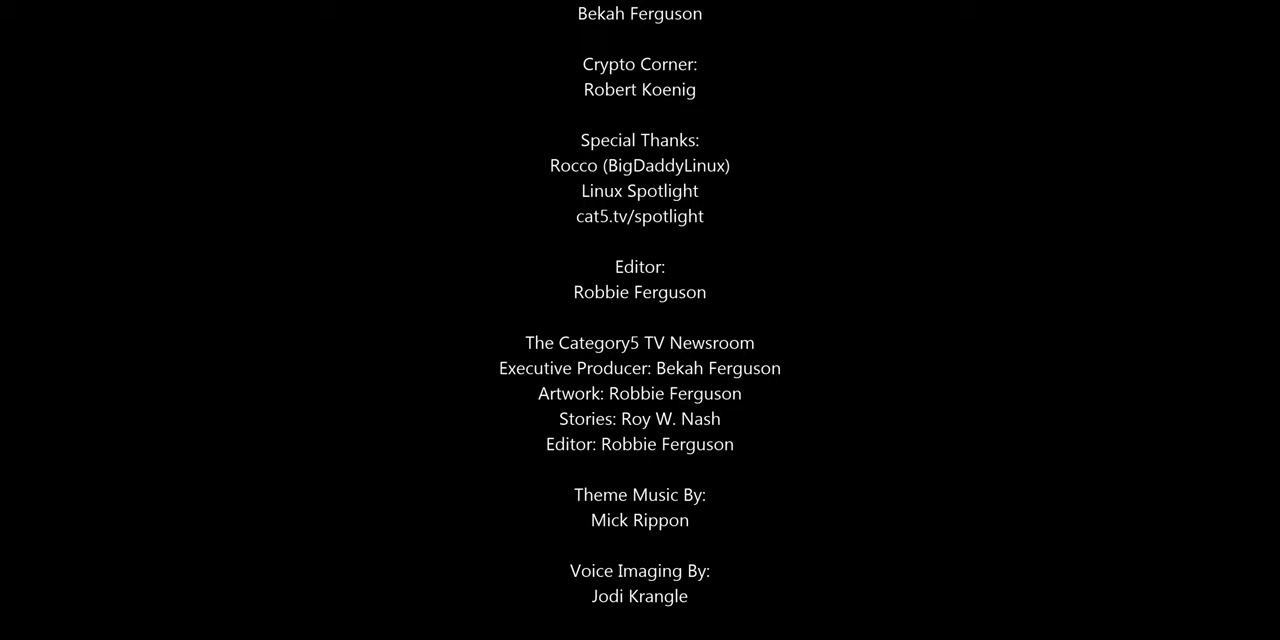 Bekah Ferguson
Crypto Corner:
Robert Koenig
Special Thanks:
Rocco (BigDaddyLinux)
Linux Spotlight
cat5.tv/spotlight
Editor:
Robbie Ferguson
The Category5 TV Newsroom
Executive Producer: Bekah Ferguson
Artwork: Robbie Ferguson
Stories: Roy W. Nash
Editor: Robbie Ferguson
Theme Music By:
Mick Rippon
Voice Imaging By:
Jodi Krangle